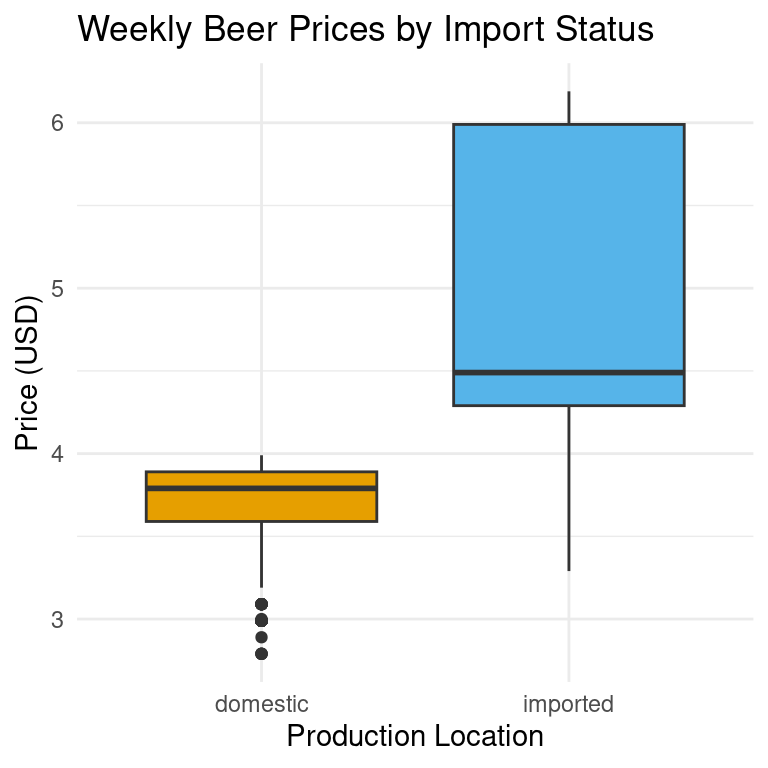 Weekly Beer Prices by Import Status
Price (USD)
6
5
4
3
domestic imported
Production Location